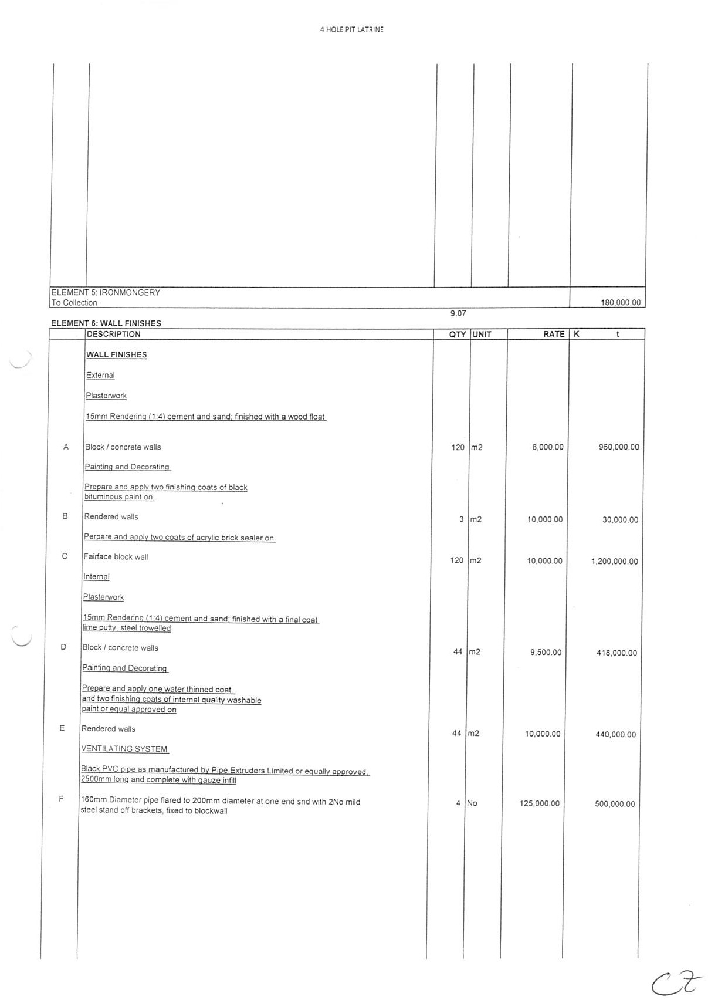 4 HOLE PIT LATRINE
ELEMENT 5: IRONMONGERY
To Collection 180,000.00
9.07
ELEMENT 6: WALL FINISHES
DESCRIPTION QTY UNIT RATE K t
WALL FINISHES
External
Plasterwork
15mm Rendering (1:4) cement and sand; finished with a wood float
A Block / concrete walls 120 m2 8,000.00 960,000.00
Painting and Decorating
Prepare and apply two finishing coats of black
bituminous paint on
B Rendered walls 3 m2 10,000.00 30,000.00
Perpare and apply two coats of acrylic brick sealer on
C Fairface block wall 120 m2 10,000.00 1,200,000.00
Internal
Plasterwork
15mm Rendering (1:4) cement and sand; finished with a final coat
lime putty, steel trowelled
D Block / concrete walls 44 m2 9,500.00 418,000.00
Painting and Decorating
Prepare and apply one water thinned coat
and two finishing coats of internal quality washable
paint or equal approved on
E Rendered walls 44 m2 10,000.00 440,000.00
VENTILATING SYSTEM
Black PVC pipe as manufactured by Pipe Extruders Limited or equally approved,
2500mm long and complete with gauze infill
F 160mm Diameter pipe flared to 200mm diameter at one end snd with 2No mild 4 No 125,000.00 500,000.00
steel stand off brackets, fixed to blockwall